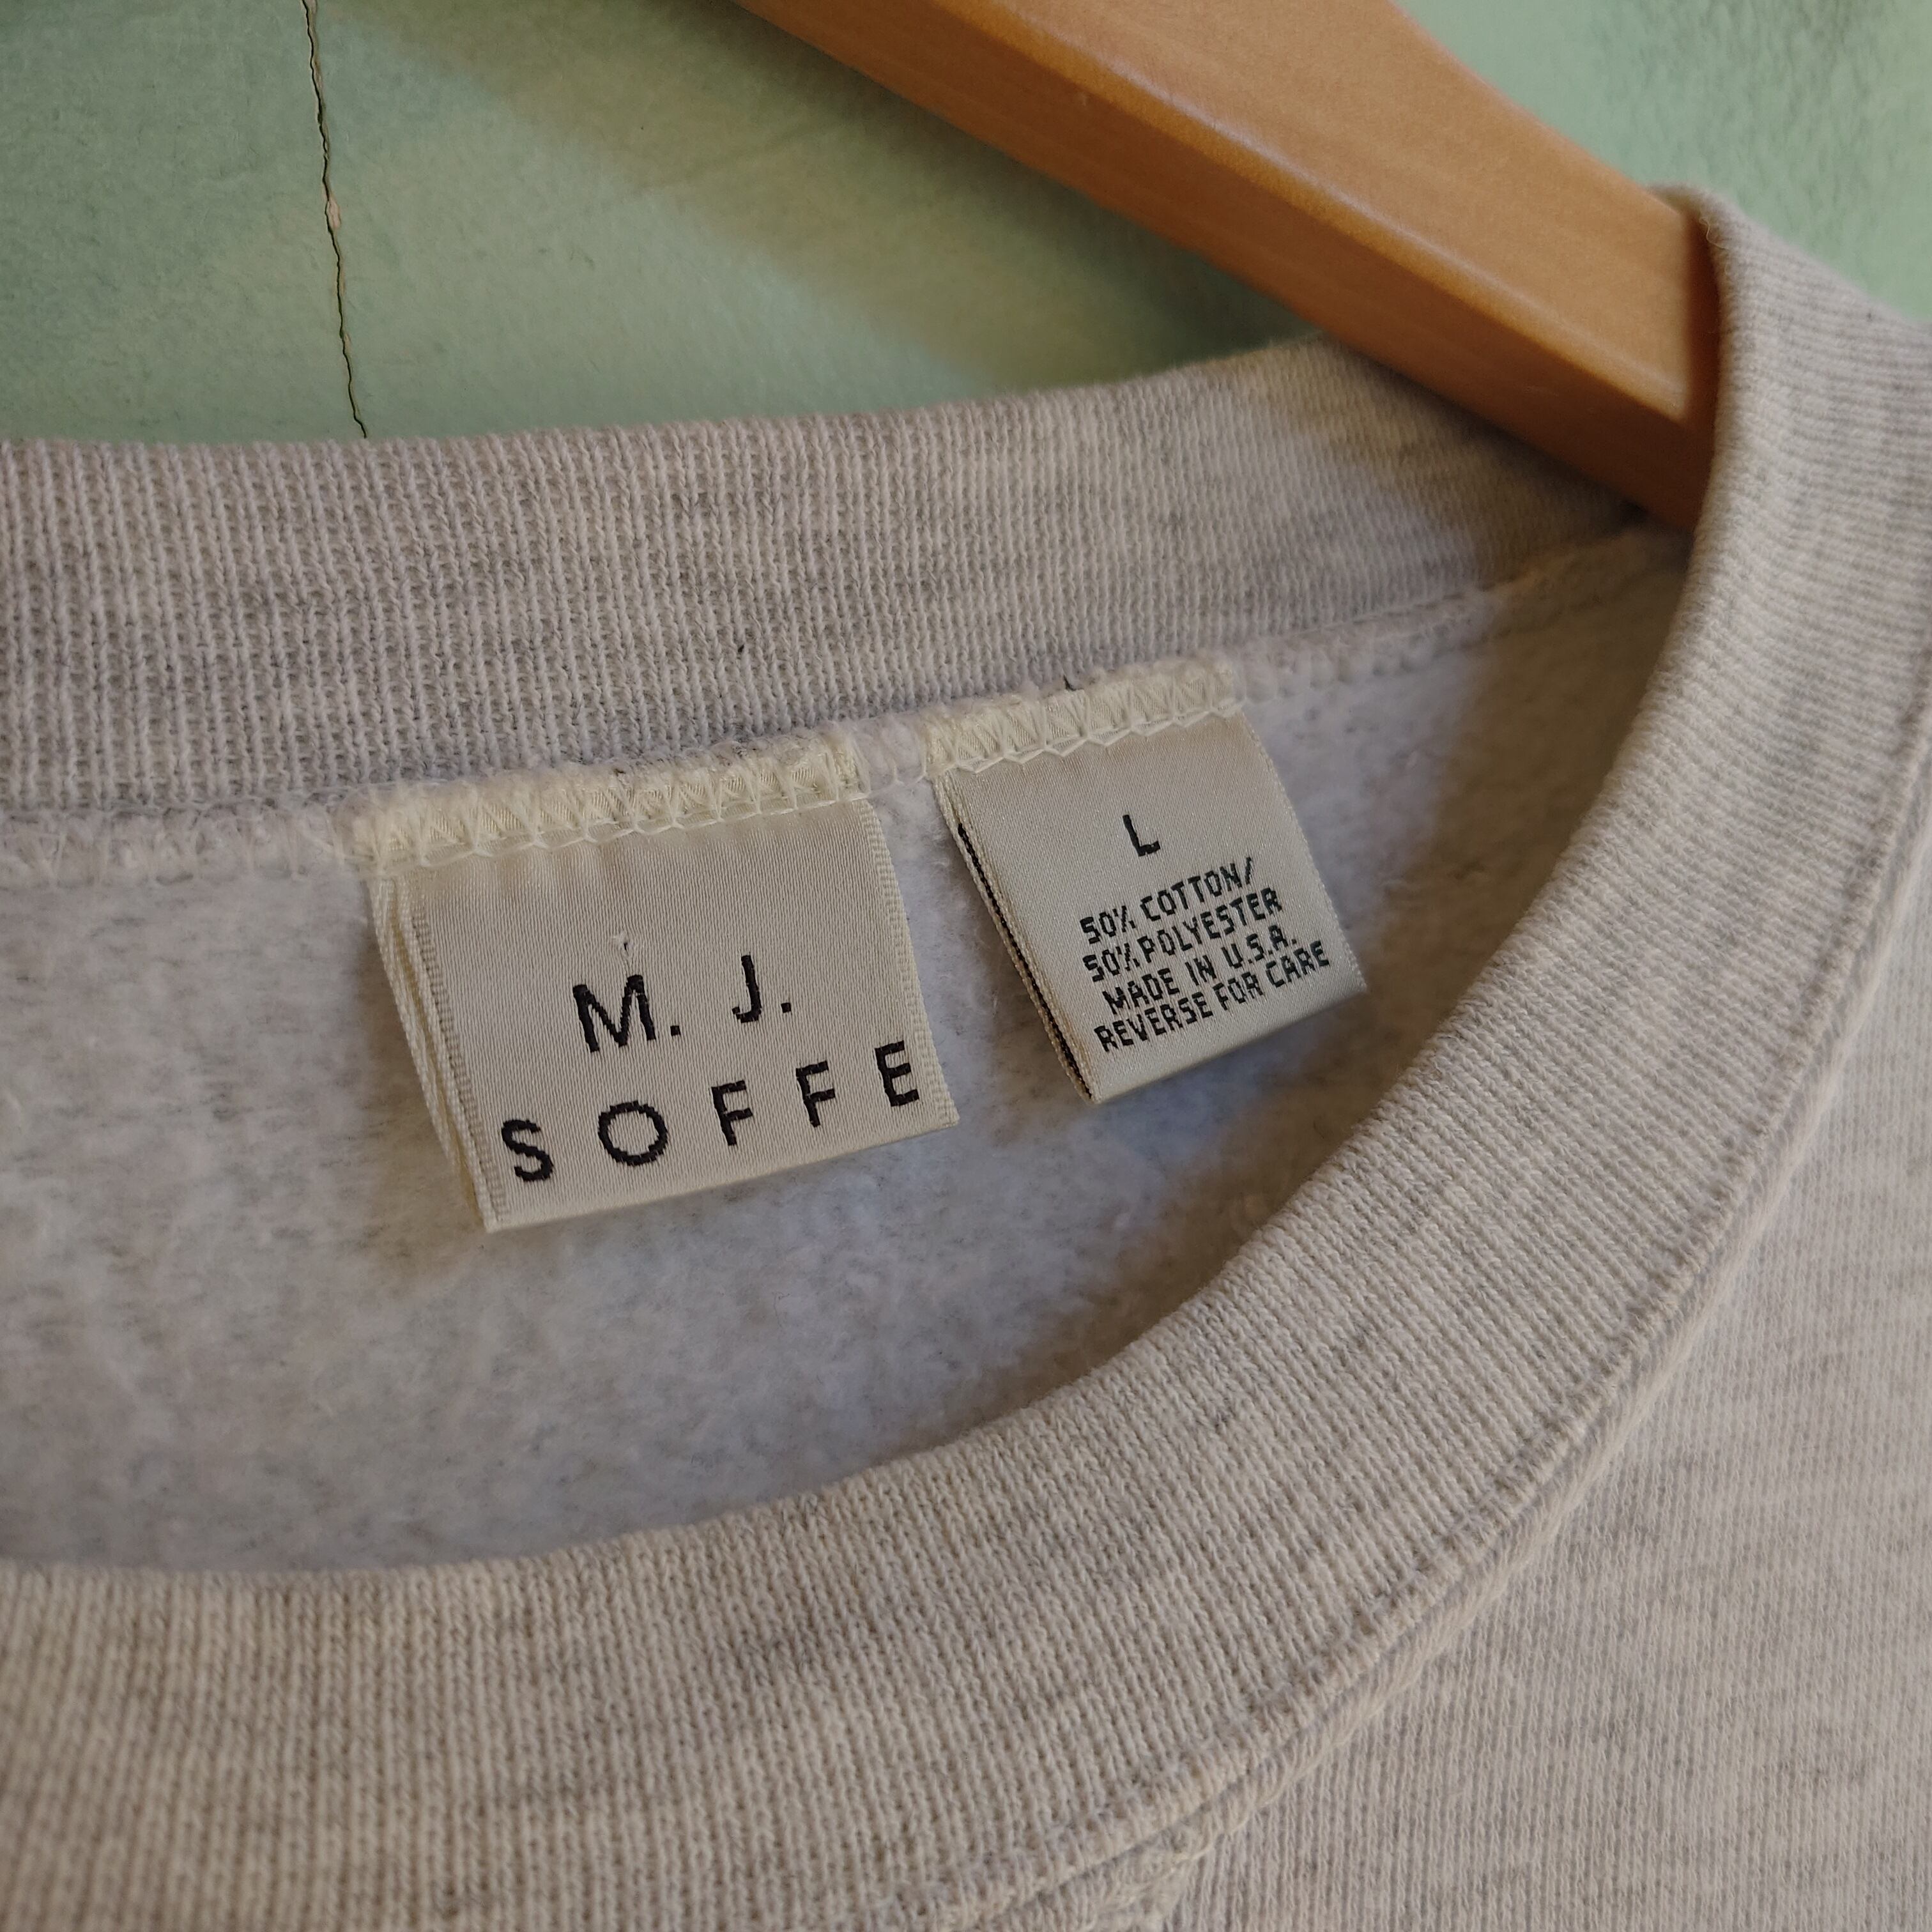 M. J.
SOFFE
L
50% COTTON/
50% POLYESTER
MADE IN U.S.A.
REVERSE FOR CARE